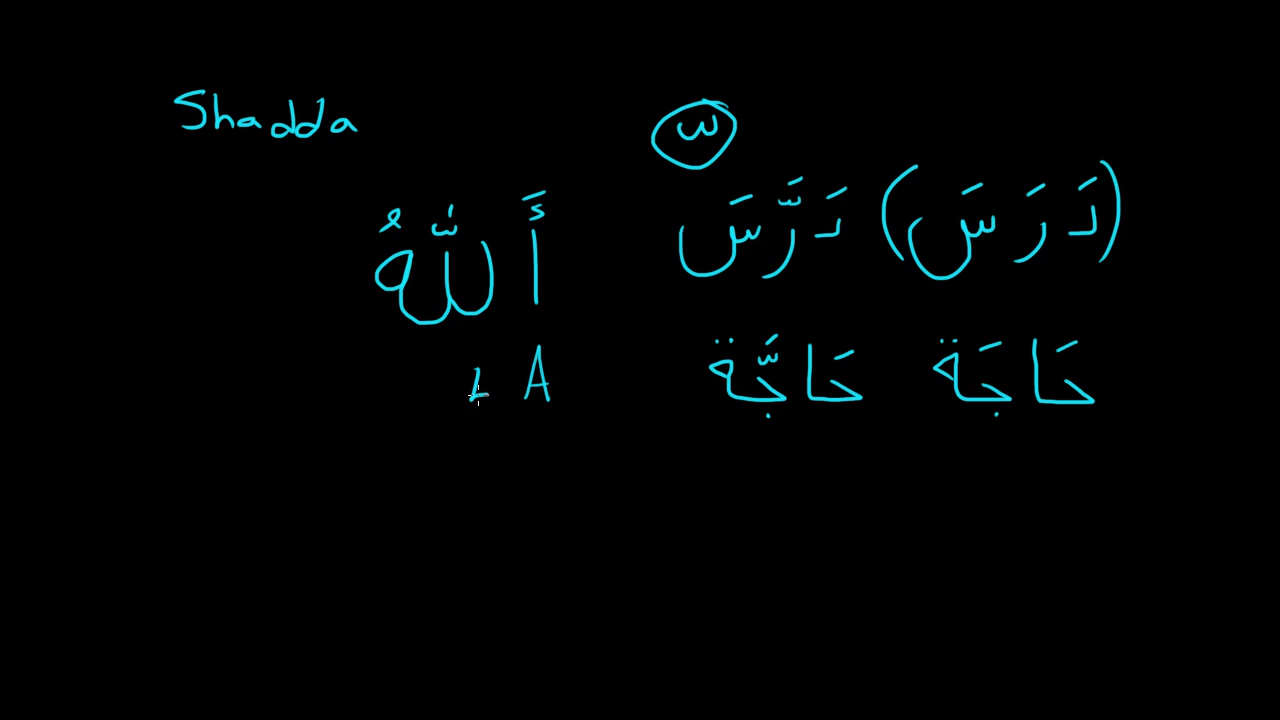 Shadda ّ
(دَرَسَ) دَرَّسَ أَللّٰهُ
حَاجَة حَاجَّة
A L